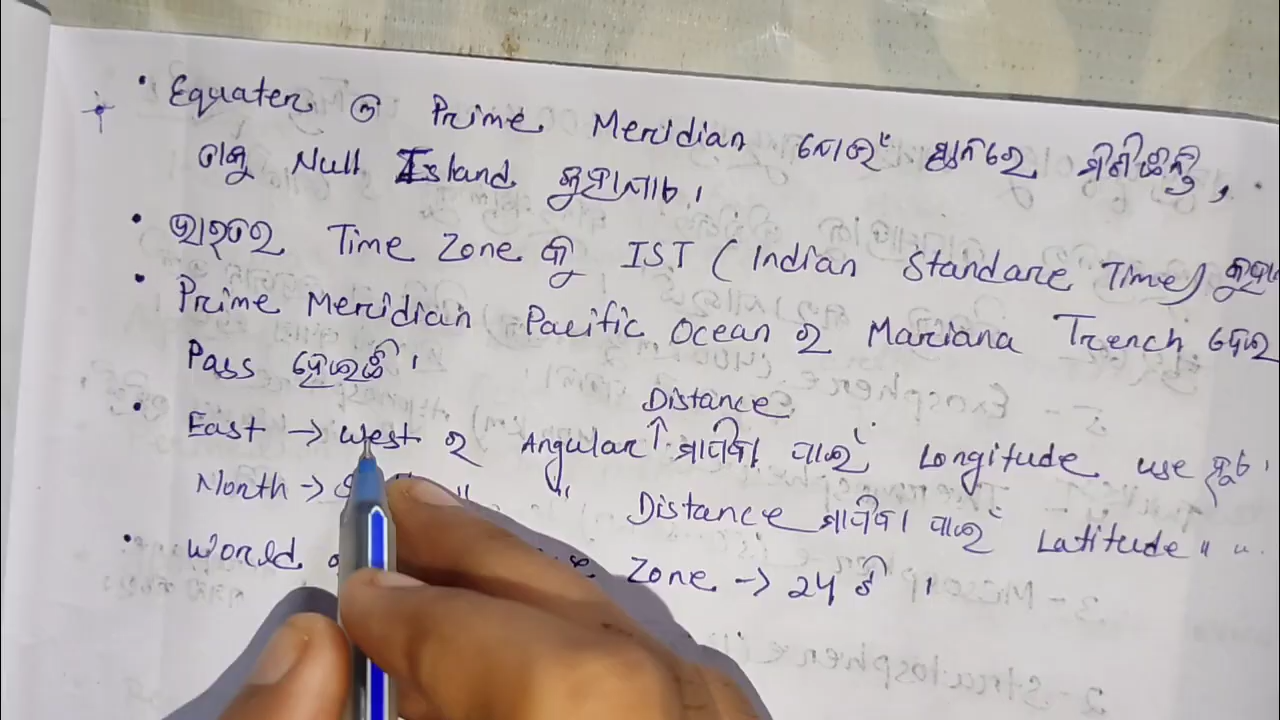 • Equater ଓ Prime Meridian ଯେଉଁ ସ୍ଥାନରେ ମିଶିଛନ୍ତି,
ତାକୁ Null Island କୁହାଯାଏ ।
• ଭାରତର Time Zone କୁ IST (Indian Standare Time)
• Prime Meridian Pacific Ocean ର Mariana Trench ଦେଇ
Pass ହୋଇଛି ।
Distance
• East → West ର Angular ↑ ମାପିବା ପାଇଁ Longitude use ହୁଏ ।
North → " " Distance ମାପିବା ପାଇଁ Latitude " "
• World Zone → 24 ଟି ।